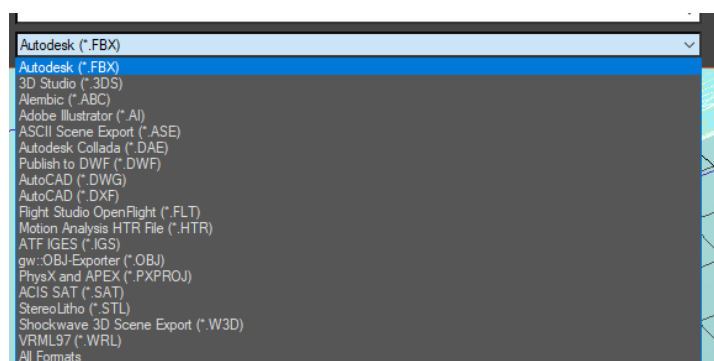 Autodesk (*.FBX)
Autodesk (*.FBX)
3D Studio (*.3DS)
Alembic (*.ABC)
Adobe Illustrator (*.AI)
ASCII Scene Export (*.ASE)
Autodesk Collada (*.DAE)
Publish to DWF (*.DWF)
AutoCAD (*.DWG)
AutoCAD (*.DXF)
Flight Studio OpenFlight (*.FLT)
Motion Analysis HTR File (*.HTR)
ATF IGES (*.IGS)
gw::OBJ-Exporter (*.OBJ)
PhysX and APEX (*.PXPROJ)
ACIS SAT (*.SAT)
StereoLitho (*.STL)
Shockwave 3D Scene Export (*.W3D)
VRML97 (*.WRL)
All Formats